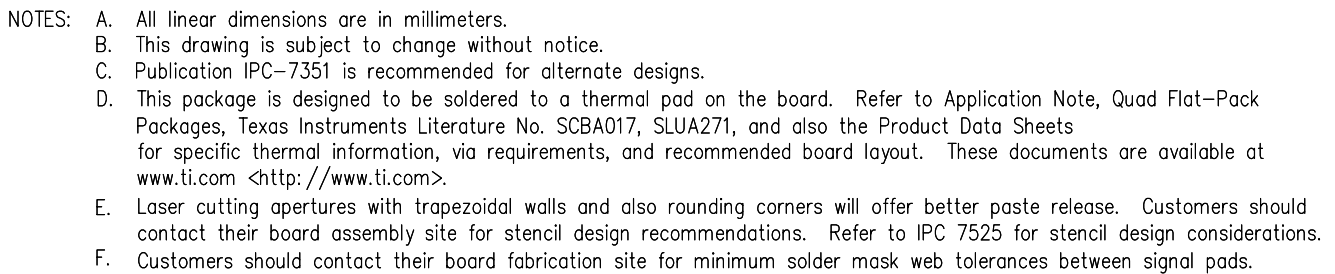 NOTES: A. All linear dimensions are in millimeters.
B. This drawing is subject to change without notice.
C. Publication IPC-7351 is recommended for alternate designs.
D. This package is designed to be soldered to a thermal pad on the board. Refer to Application Note, Quad Flat-Pack
Packages, Texas Instruments Literature No. SCBA017, SLUA271, and also the Product Data Sheets
for specific thermal information, via requirements, and recommended board layout. These documents are available at
www.ti.com <http://www.ti.com>.
E. Laser cutting apertures with trapezoidal walls and also rounding corners will offer better paste release. Customers should
contact their board assembly site for stencil design recommendations. Refer to IPC 7525 for stencil design considerations.
F. Customers should contact their board fabrication site for minimum solder mask web tolerances between signal pads.